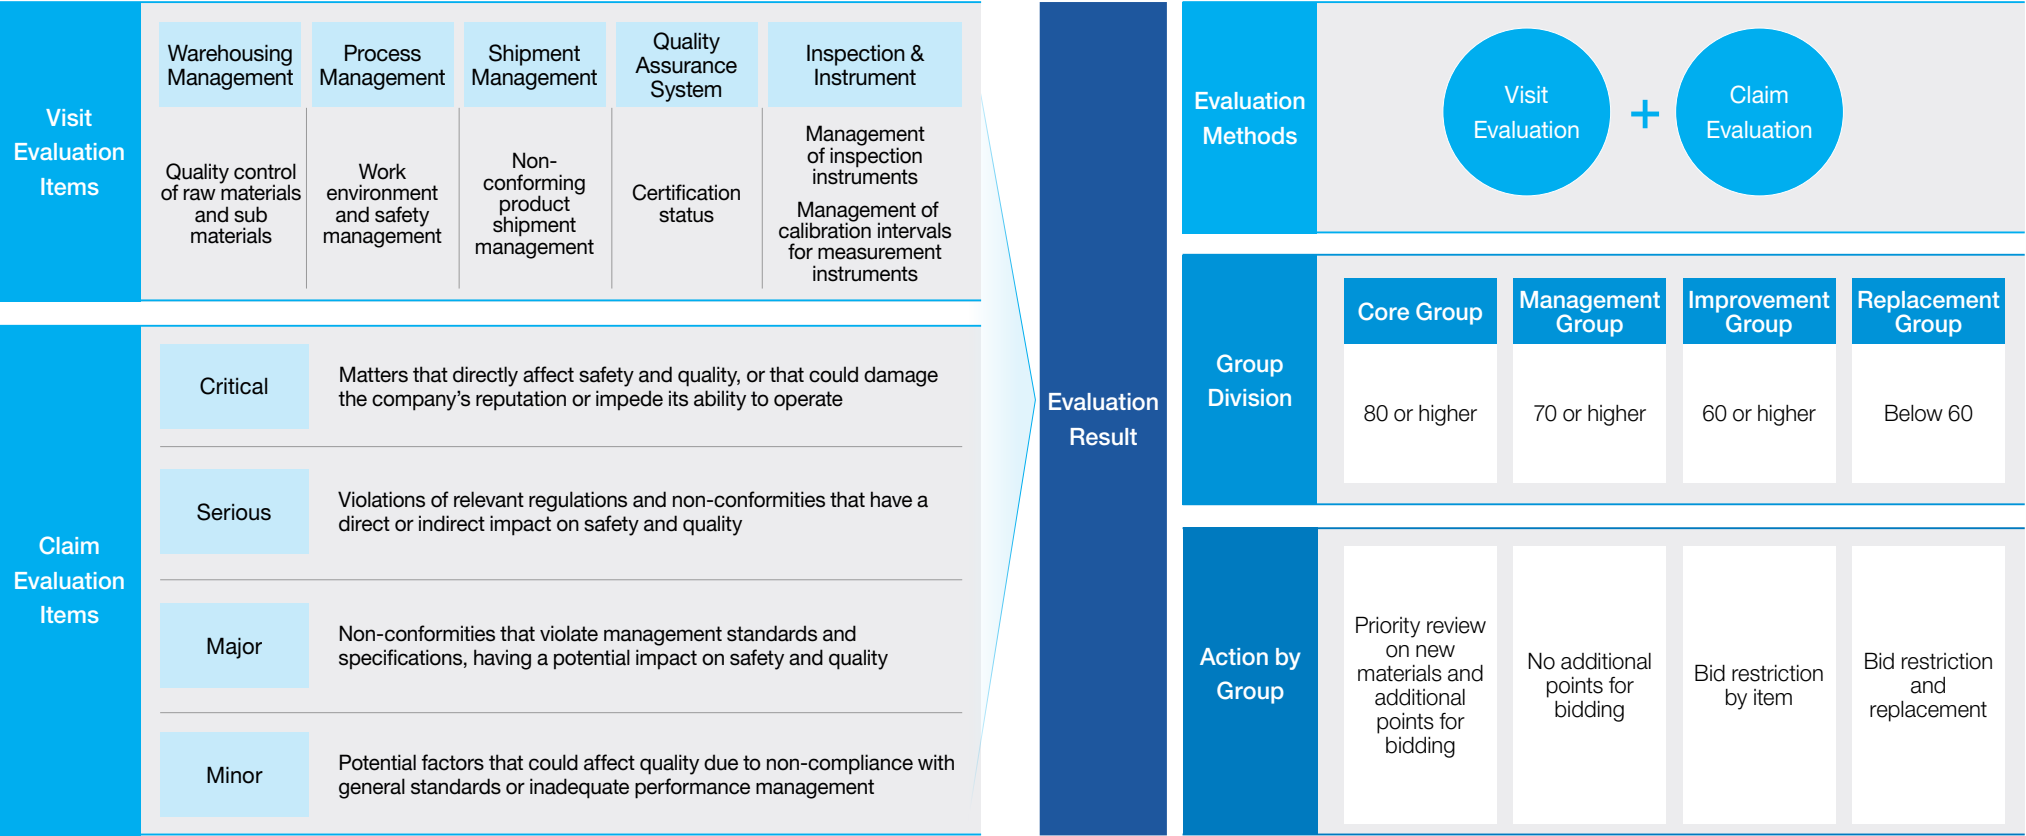 Visit
Evaluation
Items
Warehousing
Management
Process
Management
Shipment
Management
Quality
Assurance
System
Inspection &
Instrument
Quality control
of raw materials
and sub
materials
Work
environment
and safety
management
Non-
conforming
product
shipment
management
Certification
status
Management
of inspection
instruments
Management of
calibration intervals
for measurement
instruments
Claim
Evaluation
Items
Critical
Matters that directly affect safety and quality, or that could damage
the company’s reputation or impede its ability to operate
Serious
Violations of relevant regulations and non-conformities that have a
direct or indirect impact on safety and quality
Major
Non-conformities that violate management standards and
specifications, having a potential impact on safety and quality
Minor
Potential factors that could affect quality due to non-compliance with
general standards or inadequate performance management
Evaluation
Result
Evaluation
Methods
Visit
Evaluation
+
Claim
Evaluation
Group
Division
Core Group
Management
Group
Improvement
Group
Replacement
Group
80 or higher
70 or higher
60 or higher
Below 60
Action by
Group
Priority review
on new
materials and
additional
points for
bidding
No additional
points for
bidding
Bid restriction
by item
Bid restriction
and
replacement